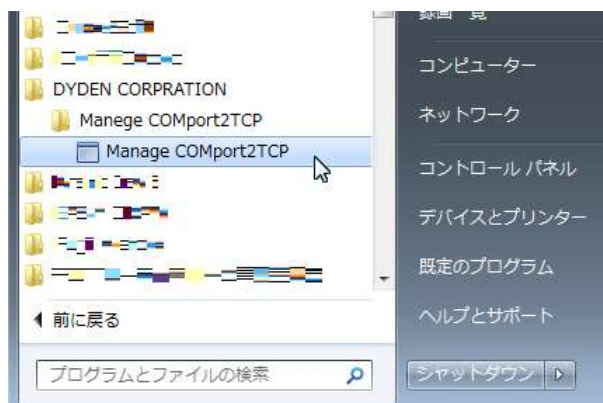 DYDEN CORPRATION
Manege COMport2TCP
Manage COMport2TCP
前に戻る
プログラムとファイルの検索
コンピューター
ネットワーク
コントロール パネル
デバイスとプリンター
既定のプログラム
ヘルプとサポート
シャットダウン